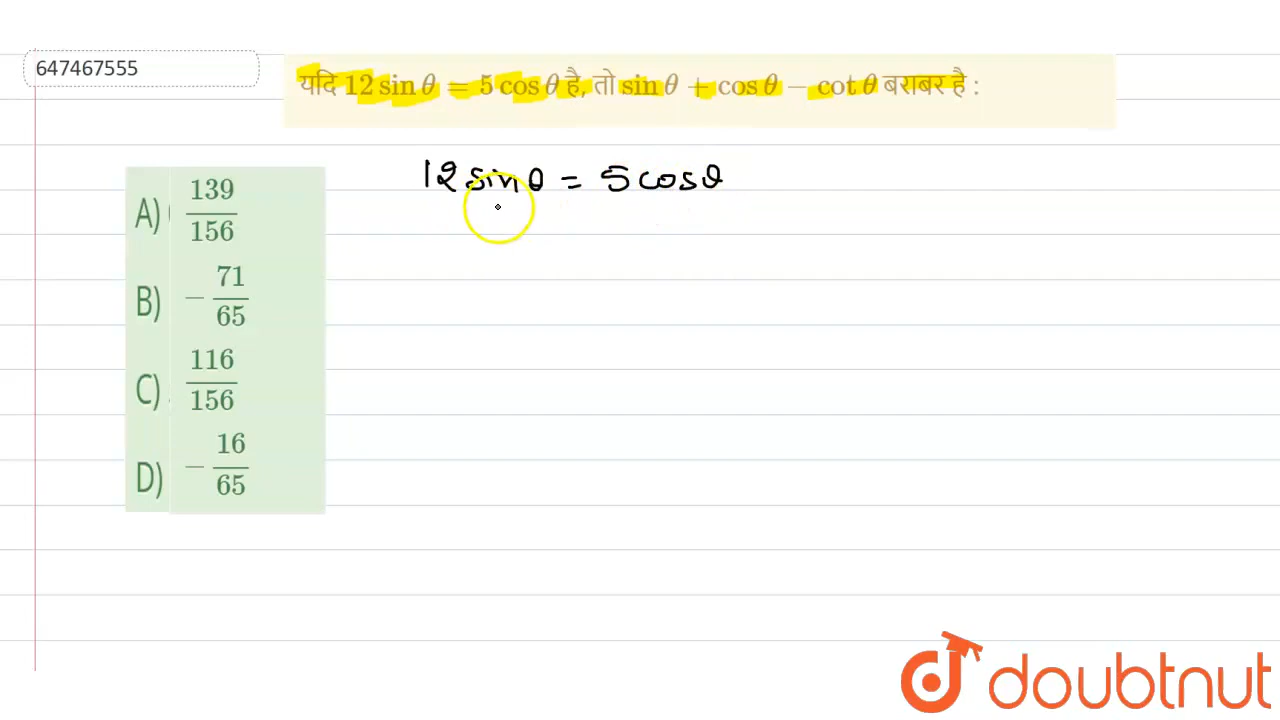 647467555
यदि 12 sin θ = 5 cos θ है, तो sin θ + cos θ − cot θ बराबर है :
12 sin θ = 5 cos θ
A) 139/156
B) − 71/65
C) 116/156
D) − 16/65
doubtnut